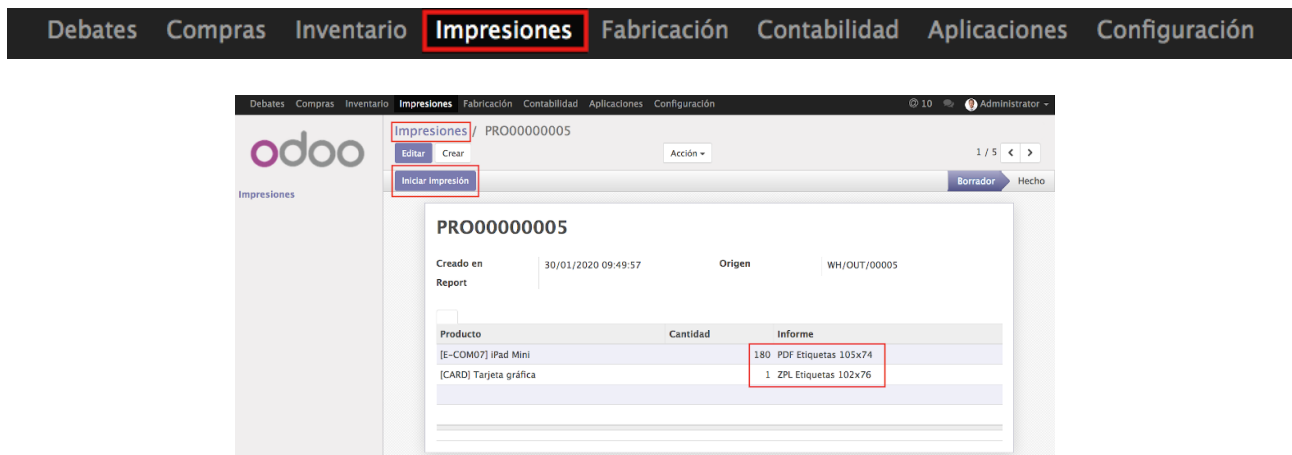 Debates Compras Inventario Impresiones Fabricación Contabilidad Aplicaciones Configuración
Debates Compras Inventario Impresiones Fabricación Contabilidad Aplicaciones Configuración @ 10 Administrator
odoo
Impresiones / PRO00000005
Editar Crear Acción 1 / 5
Iniciar Impresión Borrador Hecho
Impresiones
PRO00000005
Creado en 30/01/2020 09:49:57 Origen WH/OUT/00005
Report
Producto Cantidad Informe
[E-COM07] iPad Mini 180 PDF Etiquetas 105x74
[CARD] Tarjeta gráfica 1 ZPL Etiquetas 102x76